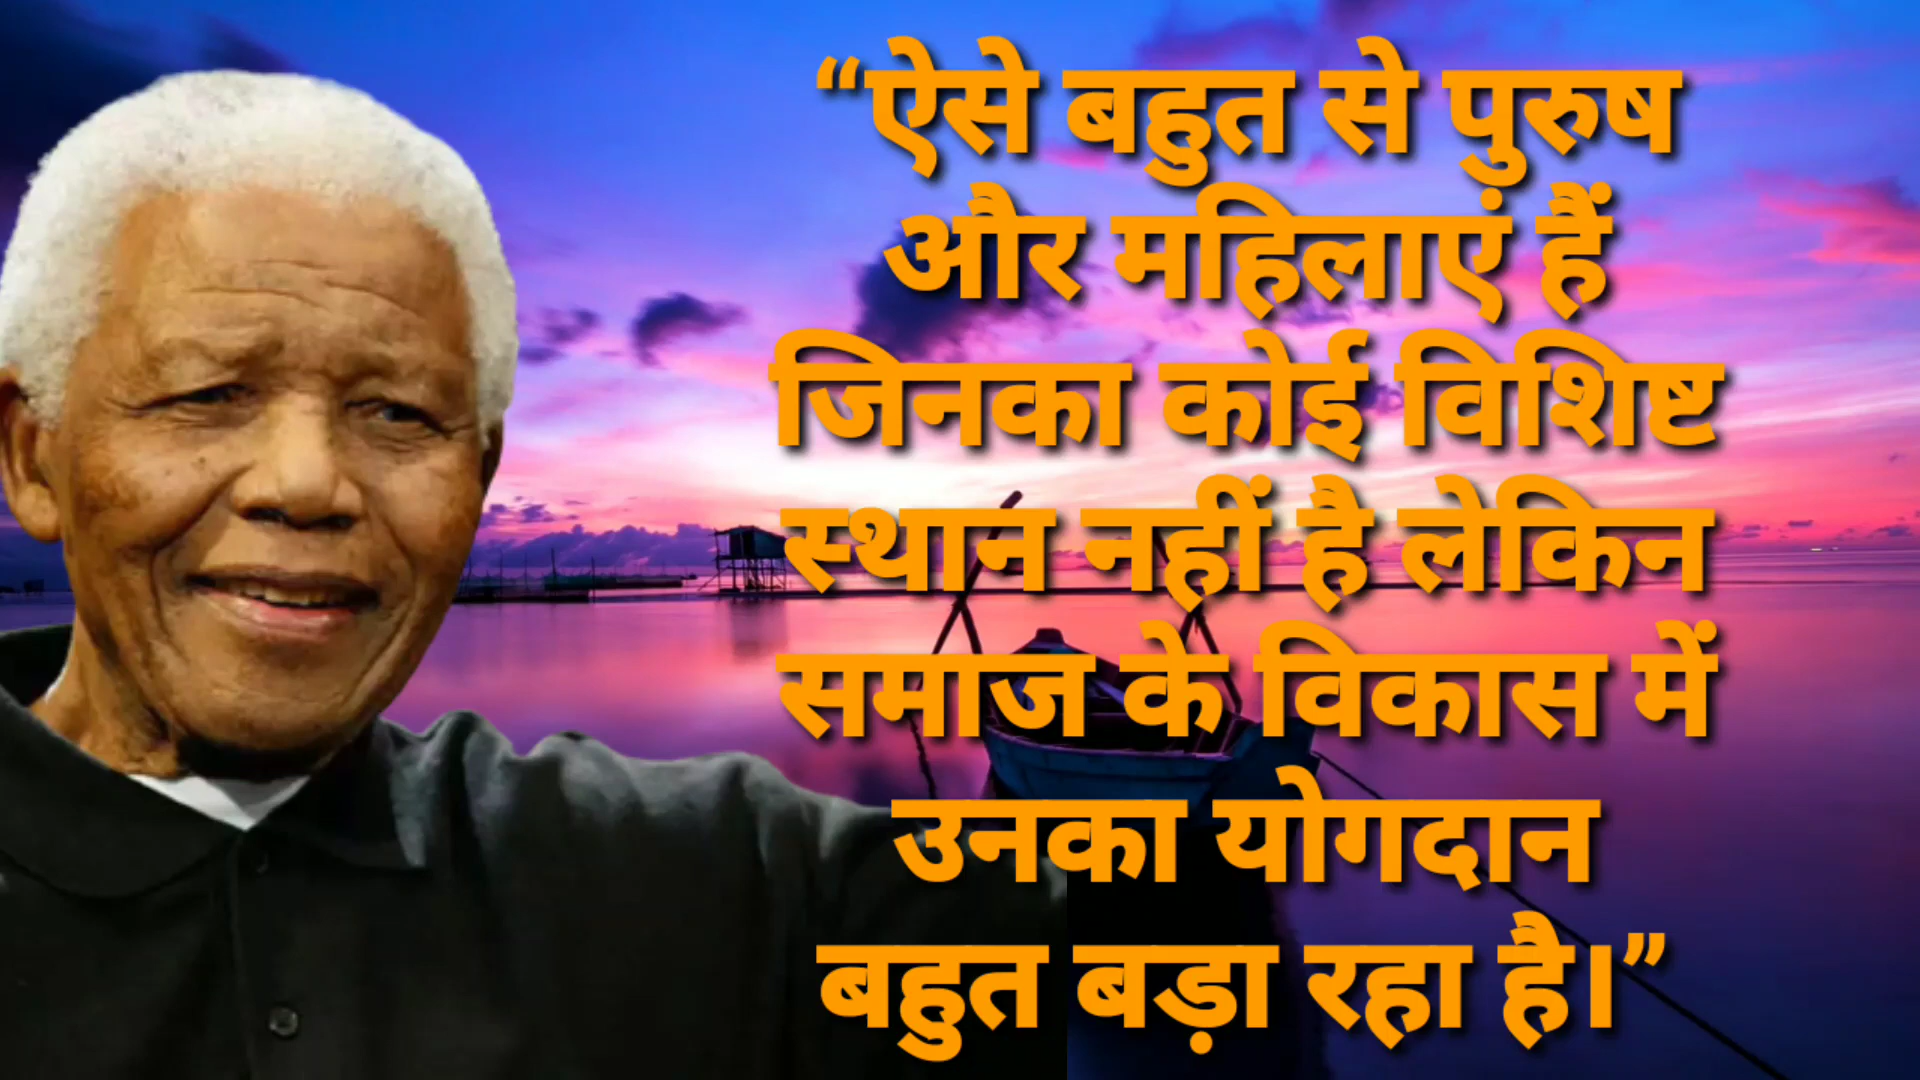 “ऐसे बहुत से पुरुष
और महिलाएं हैं
जिनका कोई विशिष्ट
स्थान नहीं है लेकिन
समाज के विकास में
उनका योगदान
बहुत बड़ा रहा है।”